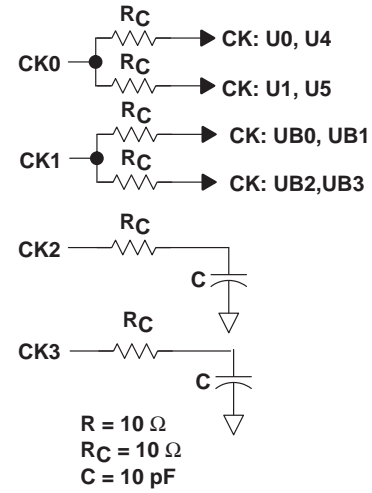 RC
CK: U0, U4
CK0
RC
CK: U1, U5
RC
CK: UB0, UB1
CK1
RC
CK: UB2,UB3
RC
CK2
C
RC
CK3
C
R = 10 Ω
RC = 10 Ω
C = 10 pF